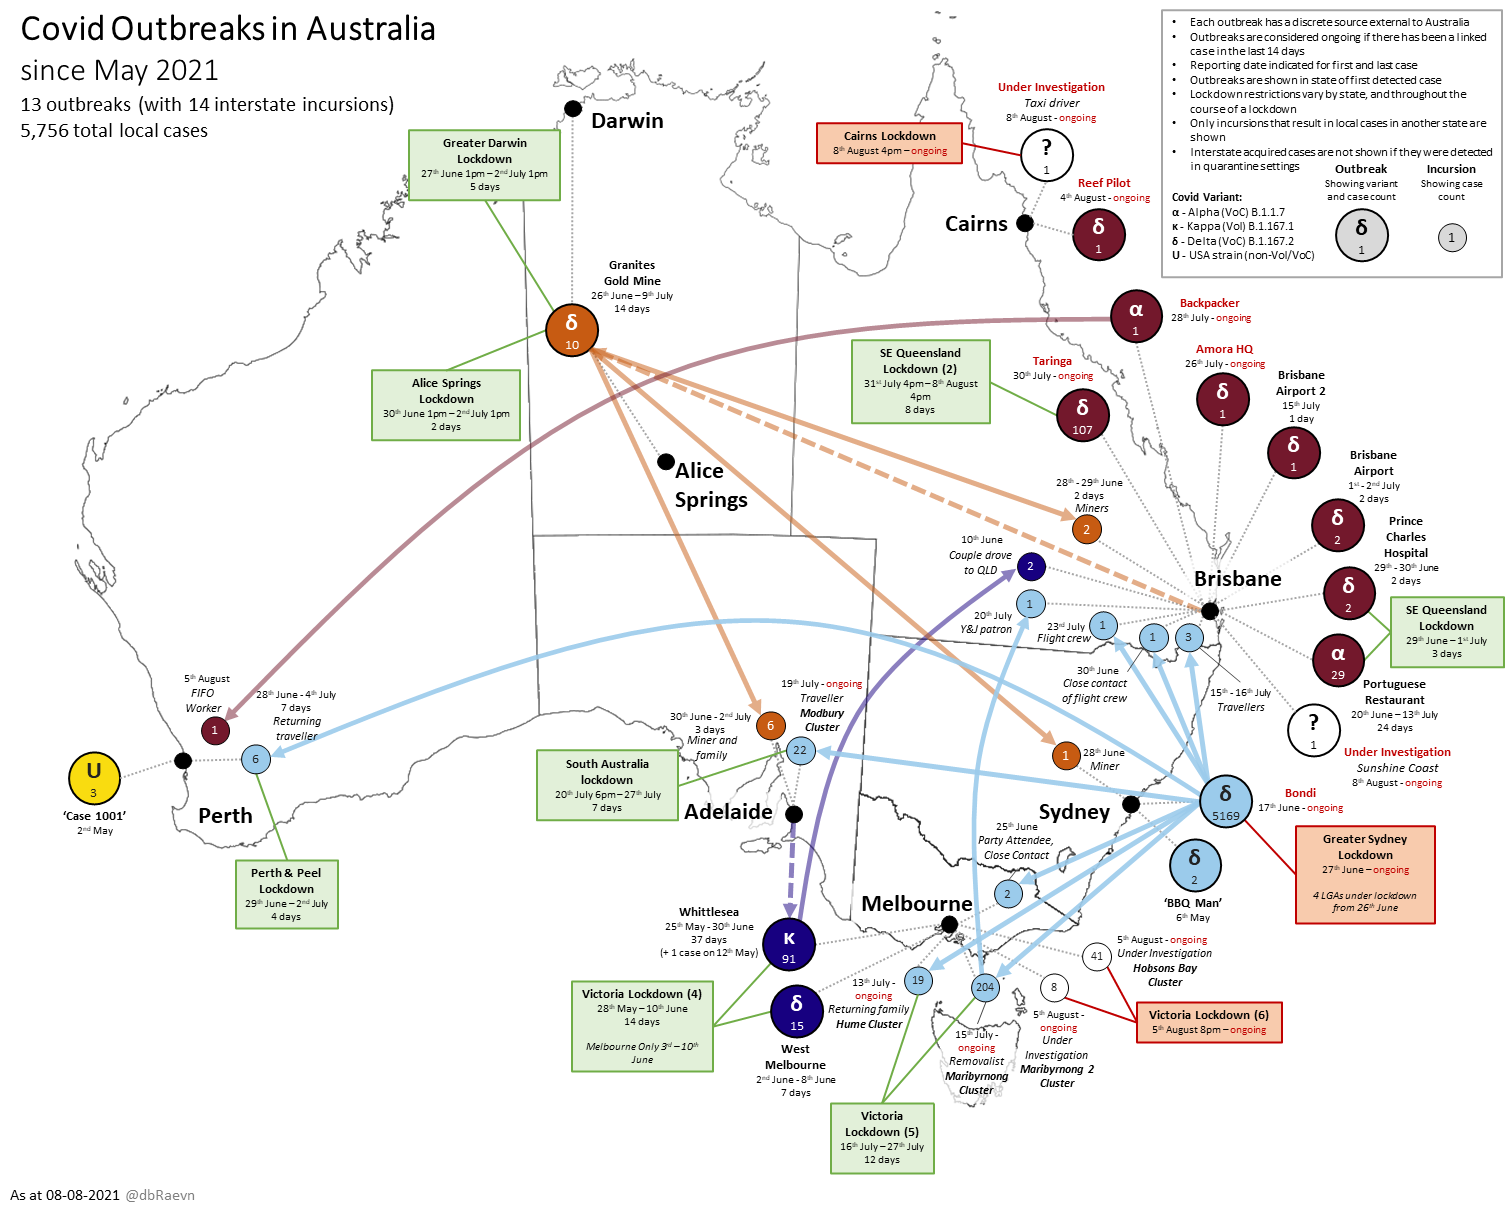 Covid Outbreaks in Australia
since May 2021
13 outbreaks (with 14 interstate incursions)
5,756 total local cases
• Each outbreak has a discrete source external to Australia
• Outbreaks are considered ongoing if there has been a linked
case in the last 14 days
• Reporting date indicated for first and last case
• Outbreaks are shown in state of first detected case
• Lockdown restrictions vary by state, and throughout the
course of a lockdown
• Only incursions that result in local cases in another state are
shown
• Interstate acquired cases are not shown if they were detected
in quarantine settings
Covid Variant:
α - Alpha (VoC) B.1.1.7
κ - Kappa (VoI) B.1.167.1
δ - Delta (VoC) B.1.167.2
U - USA strain (non-VoI/VoC)
Outbreak
Showing variant
and case count
δ
1
Incursion
Showing case
count
1
Darwin
Greater Darwin
Lockdown
27th June 1pm – 2nd July 1pm
5 days
Under Investigation
Taxi driver
8th August - ongoing
?
1
Cairns Lockdown
8th August 4pm – ongoing
Reef Pilot
4th August - ongoing
δ
1
Cairns
Granites
Gold Mine
26th June – 9th July
14 days
δ
10
Alice Springs
Lockdown
30th June 1pm – 2nd July 1pm
2 days
Alice
Springs
α
1
Backpacker
28th July - ongoing
SE Queensland
Lockdown (2)
31st July 4pm – 8th August
4pm
8 days
Taringa
30th July - ongoing
δ
107
Amora HQ
26th July - ongoing
δ
1
Brisbane
Airport 2
15th July
1 day
δ
1
Brisbane
Airport
1st - 2nd July
2 days
δ
2
Prince
Charles
Hospital
29th - 30th June
2 days
δ
2
SE Queensland
Lockdown
29th June – 1st July
3 days
α
29
Portuguese
Restaurant
20th June – 13th July
24 days
?
1
Under Investigation
Sunshine Coast
8th August - ongoing
Brisbane
28th - 29th June
2 days
Miners
2
10th June
Couple drove
to QLD
2
20th July
Y&J patron
1
23rd July
Flight crew
1
30th June
Close contact
of flight crew
1
15th - 16th July
Travellers
3
5th August
FIFO
Worker
1
28th June - 4th July
7 days
Returning
traveller
6
U
3
‘Case 1001’
2nd May
Perth
Perth & Peel
Lockdown
29th June – 2nd July
4 days
30th June - 2nd July
3 days
Miner and
family
6
19th July - ongoing
Traveller
Modbury
Cluster
22
South Australia
lockdown
20th July 6pm – 27th July
7 days
Adelaide
1
28th June
Miner
Sydney
δ
5169
Bondi
17th June - ongoing
Greater Sydney
Lockdown
27th June – ongoing
4 LGAs under lockdown
from 26th June
δ
2
‘BBQ Man’
6th May
25th June
Party Attendee,
Close Contact
2
Melbourne
Whittlesea
25th May - 30th June
37 days
(+ 1 case on 12th May)
κ
91
Victoria Lockdown (4)
28th May – 10th June
14 days
Melbourne Only 3rd – 10th
June
δ
15
West
Melbourne
2nd June - 8th June
7 days
13th July -
ongoing
Returning family
Hume Cluster
19
204
15th July -
ongoing
Removalist
Maribyrnong
Cluster
8
5th August -
ongoing
Under
Investigation
Maribyrnong 2
Cluster
41
5th August - ongoing
Under Investigation
Hobsons Bay
Cluster
Victoria Lockdown (6)
5th August 8pm – ongoing
Victoria
Lockdown (5)
16th July – 27th July
12 days
As at 08-08-2021 @dbRaevn